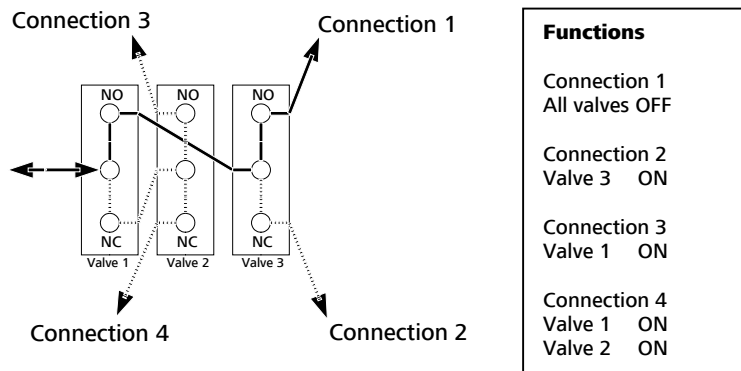 Connection 3
Connection 1
NO
NO
NO
NC
NC
NC
Valve 1
Valve 2
Valve 3
Connection 4
Connection 2
Functions
Connection 1
All valves OFF
Connection 2
Valve 3 ON
Connection 3
Valve 1 ON
Connection 4
Valve 1 ON
Valve 2 ON